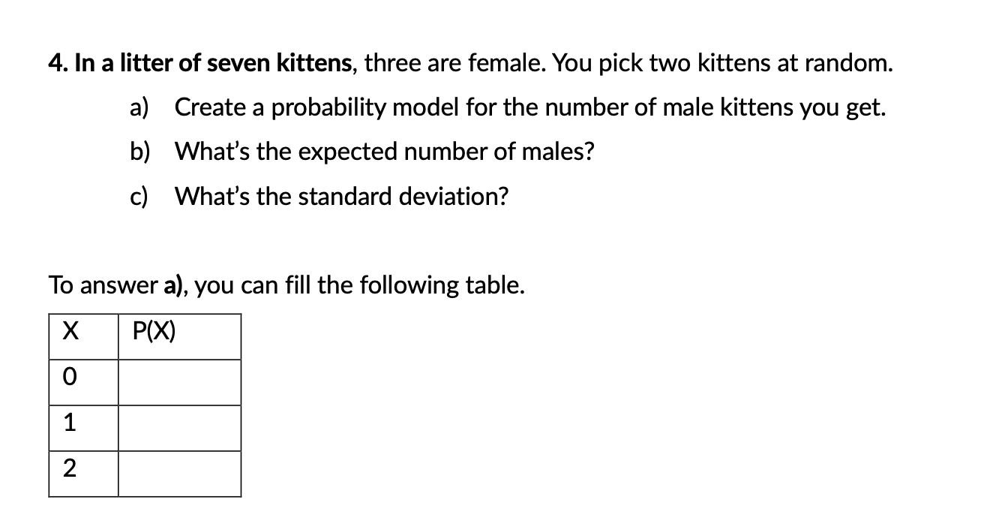 4. In a litter of seven kittens, three are female. You pick two kittens at random.
a) Create a probability model for the number of male kittens you get.
b) What’s the expected number of males?
c) What’s the standard deviation?
To answer a), you can fill the following table.
X P(X)
0
1
2